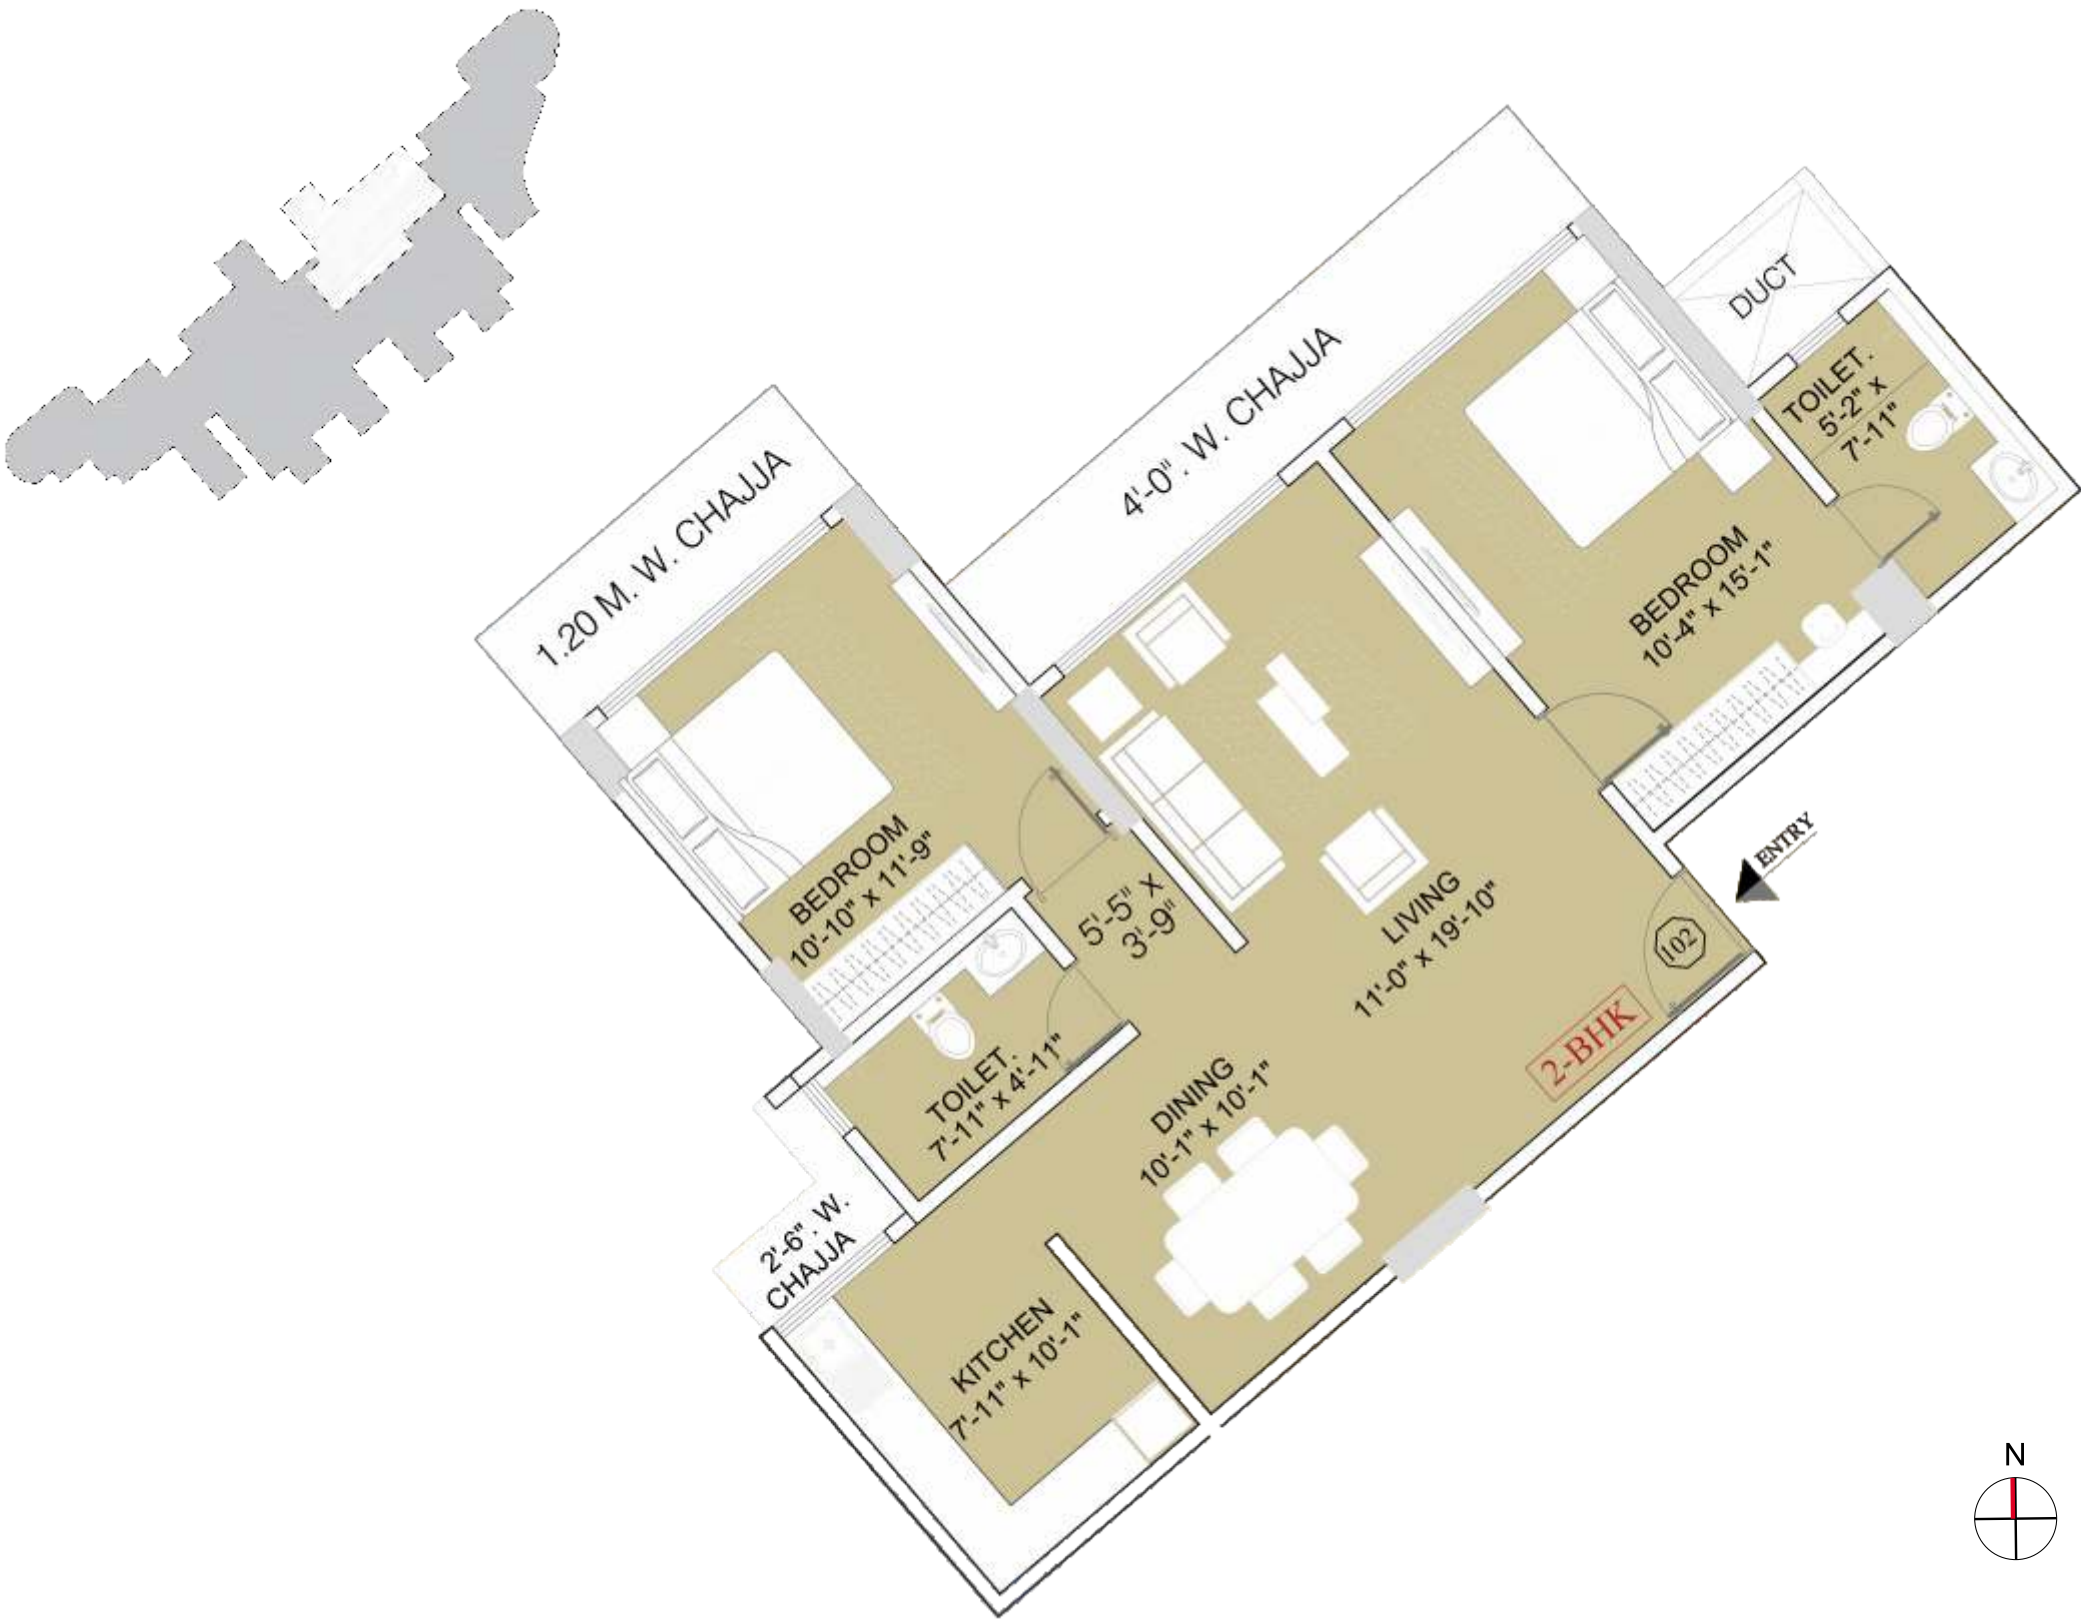 DUCT
TOILET.
5'-2" x
7'-11"
4'-0". W. CHAJJA
1.20 M. W. CHAJJA
BEDROOM
10'-4" x 15'-1"
ENTRY
BEDROOM
10'-10" x 11'-9"
5'-5" X
3'-9"
LIVING
11'-0" x 19'-10"
102
2-BHK
TOILET.
7'-11" x 4'-11"
DINING
10'-1" x 10'-1"
2'-6". W.
CHAJJA
KITCHEN
7'-11" x 10'-1"
N